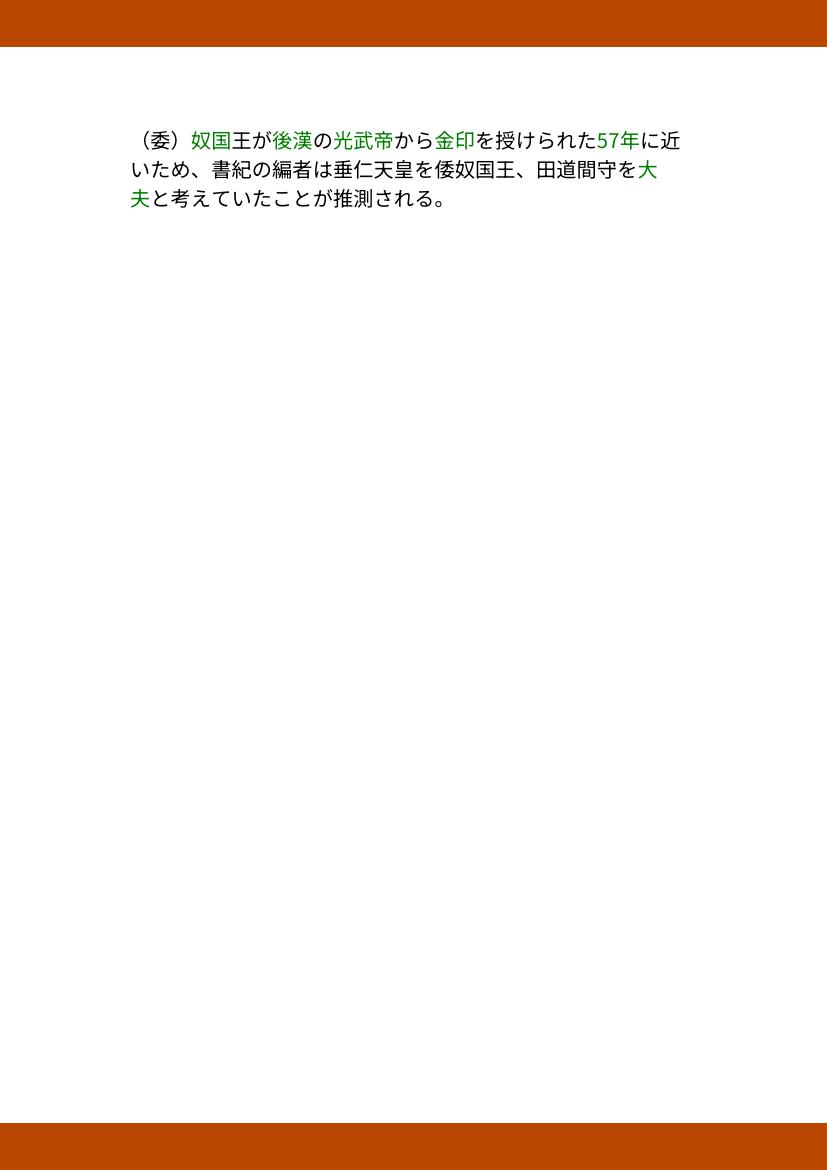 （委）奴国王が後漢の光武帝から金印を授けられた57年に近
いため、書紀の編者は垂仁天皇を倭奴国王、田道間守を大
夫と考えていたことが推測される。